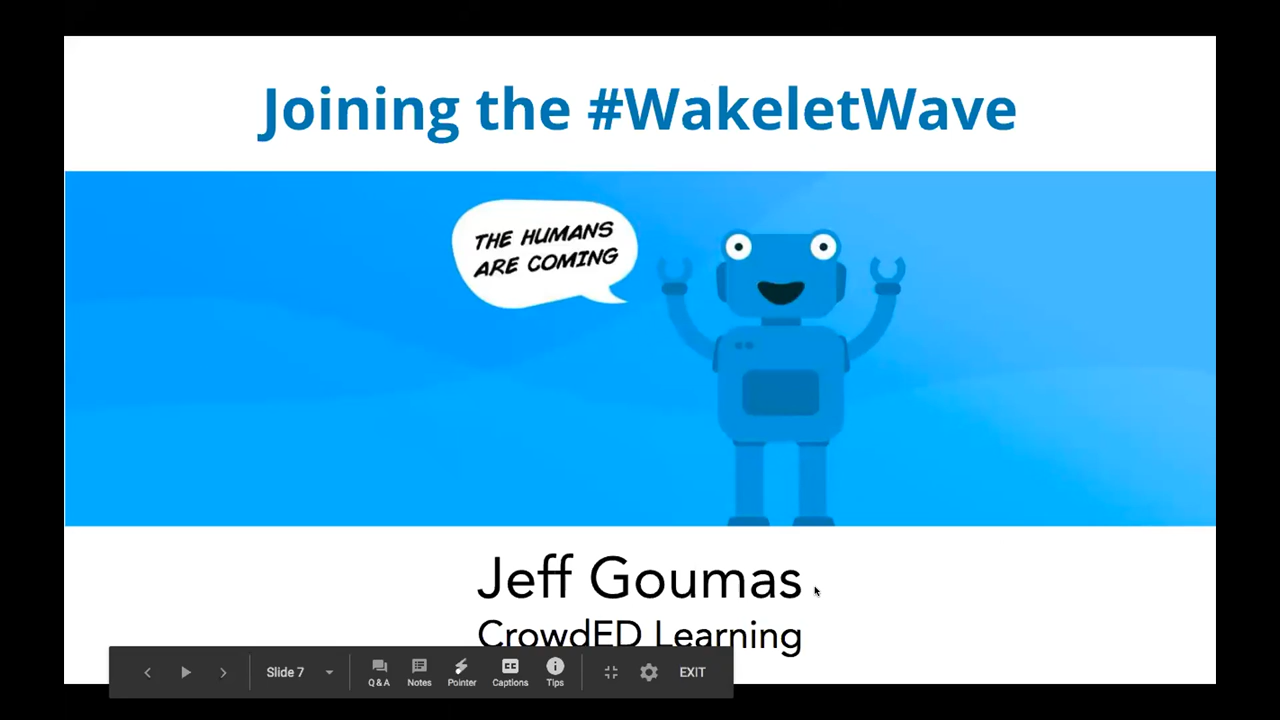 Joining the #WakeletWave
THE HUMANS
ARE COMING
Jeff Goumas
CrowdED Learning
Slide 7
Q&A
Notes
Pointer
Captions
Tips
EXIT